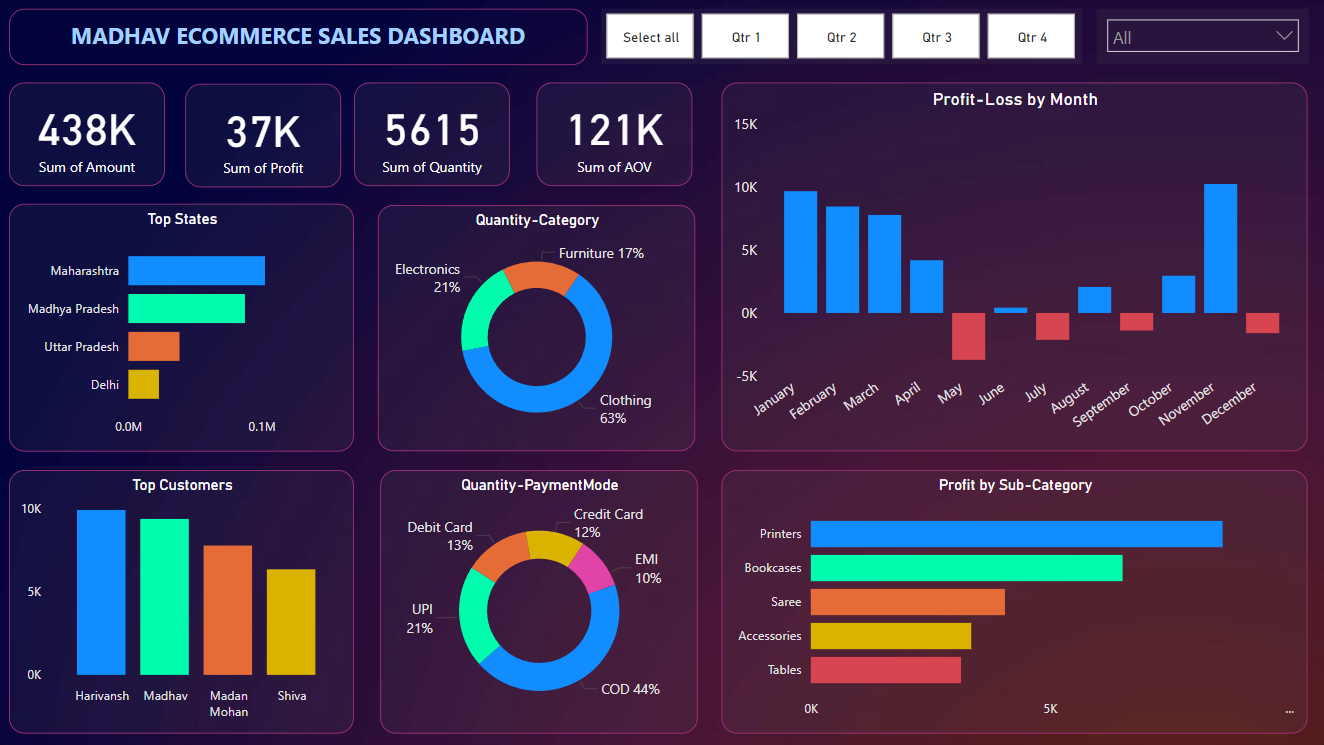 MADHAV ECOMMERCE SALES DASHBOARD
Select all
Qtr 1
Qtr 2
Qtr 3
Qtr 4
All
438K
Sum of Amount
37K
Sum of Profit
5615
Sum of Quantity
121K
Sum of AOV
Profit-Loss by Month
15K
10K
5K
0K
-5K
January
February
March
April
May
June
July
August
September
October
November
December
Top States
Maharashtra
Madhya Pradesh
Uttar Pradesh
Delhi
0.0M
0.1M
Quantity-Category
Furniture 17%
Electronics
21%
Clothing
63%
Top Customers
10K
5K
0K
Harivansh
Madhav
Madan
Mohan
Shiva
Quantity-PaymentMode
Credit Card
12%
Debit Card
13%
EMI
10%
UPI
21%
COD 44%
Profit by Sub-Category
Printers
Bookcases
Saree
Accessories
Tables
0K
5K
...